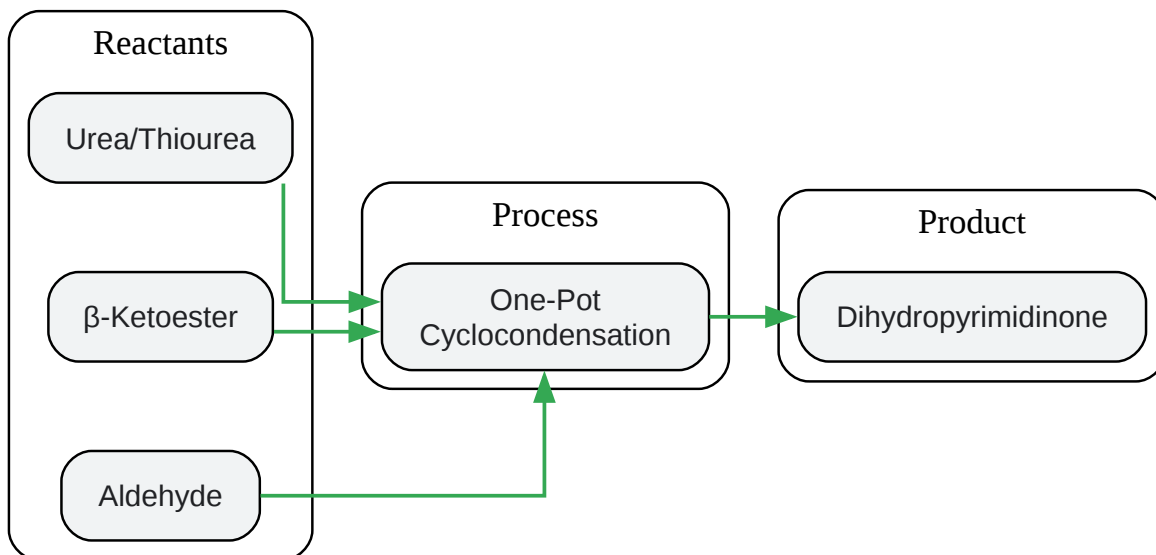 Reactants
Urea/Thiourea
β-Ketoester
Aldehyde
Process
One-Pot
Cyclocondensation
Product
Dihydropyrimidinone